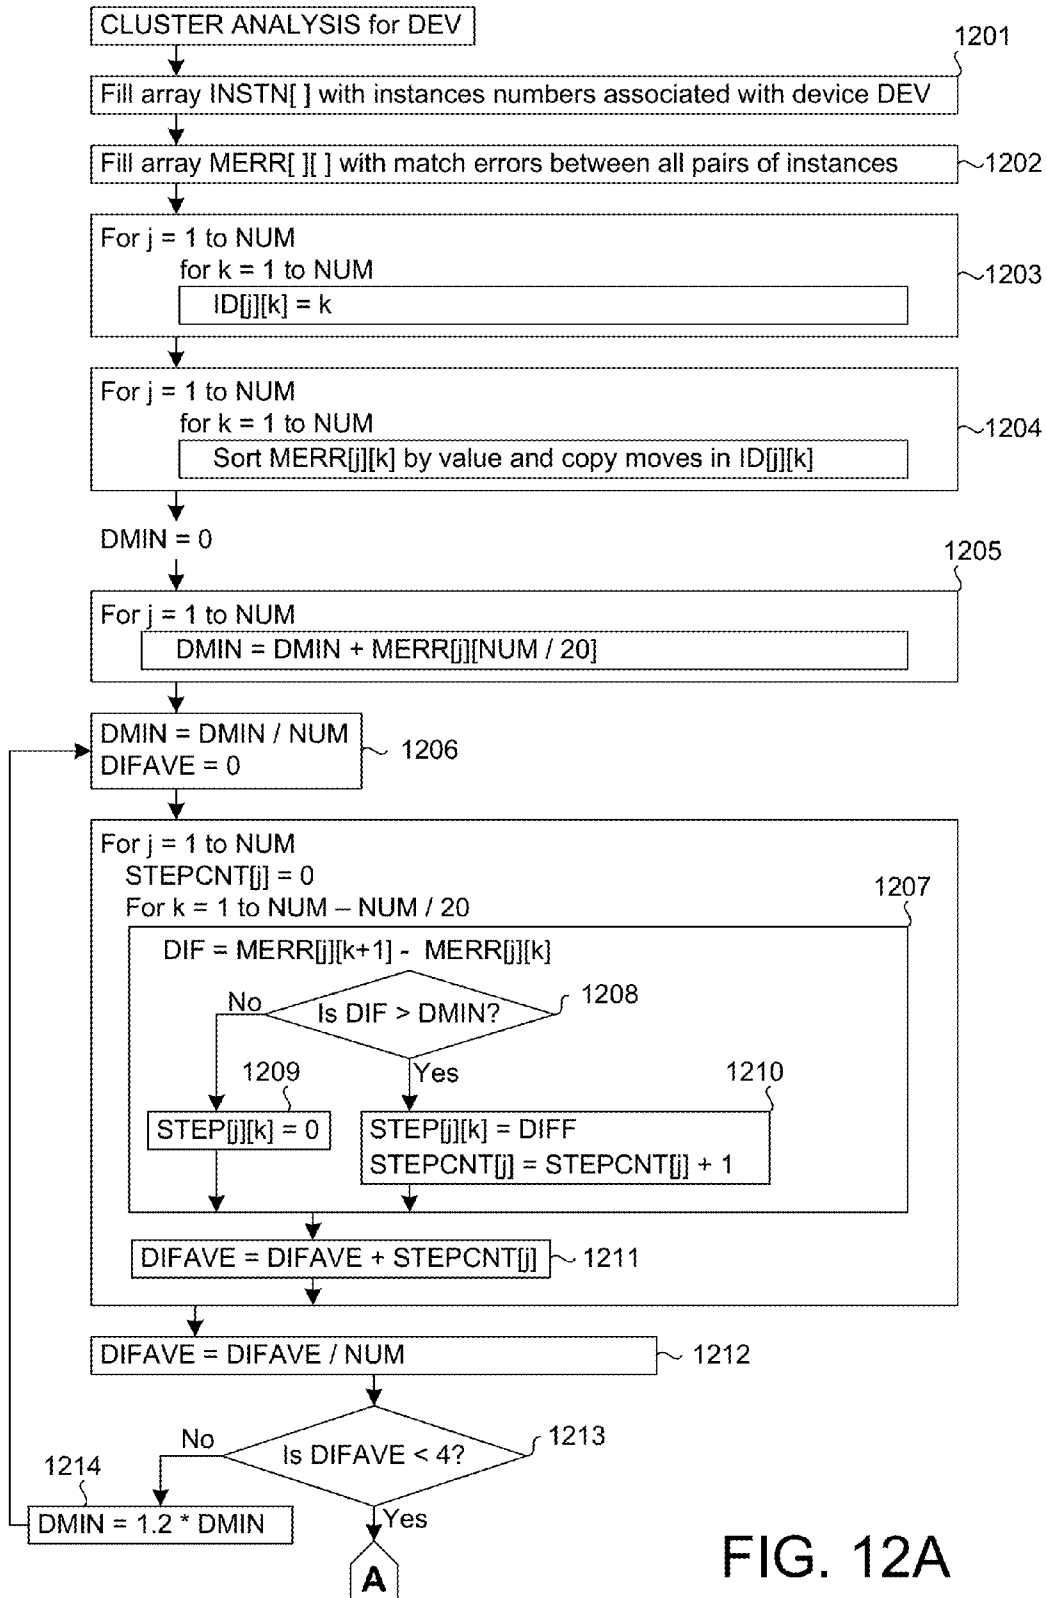 CLUSTER ANALYSIS for DEV
1201
Fill array INSTN[ ] with instances numbers associated with device DEV
Fill array MERR[ ][ ] with match errors between all pairs of instances
1202
For j = 1 to NUM
for k = 1 to NUM
1203
ID[j][k] = k
For j = 1 to NUM
for k = 1 to NUM
1204
Sort MERR[j][k] by value and copy moves in ID[j][k]
DMIN = 0
1205
For j = 1 to NUM
DMIN = DMIN + MERR[j][NUM / 20]
DMIN = DMIN / NUM
DIFAVE = 0
1206
For j = 1 to NUM
STEPCNT[j] = 0
For k = 1 to NUM – NUM / 20
1207
DIF = MERR[j][k+1] - MERR[j][k]
No
Is DIF > DMIN?
1208
Yes
1209
1210
STEP[j][k] = 0
STEP[j][k] = DIFF
STEPCNT[j] = STEPCNT[j] + 1
DIFAVE = DIFAVE + STEPCNT[j]
1211
DIFAVE = DIFAVE / NUM
1212
No
Is DIFAVE < 4?
1213
1214
DMIN = 1.2 * DMIN
Yes
A
FIG. 12A